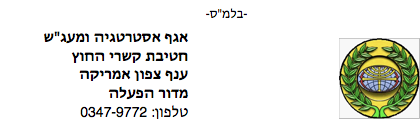 -בלמ"ס-
אגף אסטרטגיה ומעג"ש
חטיבת קשרי החוץ
ענף צפון אמריקה
מדור הפעלה
טלפון: 0347-9772